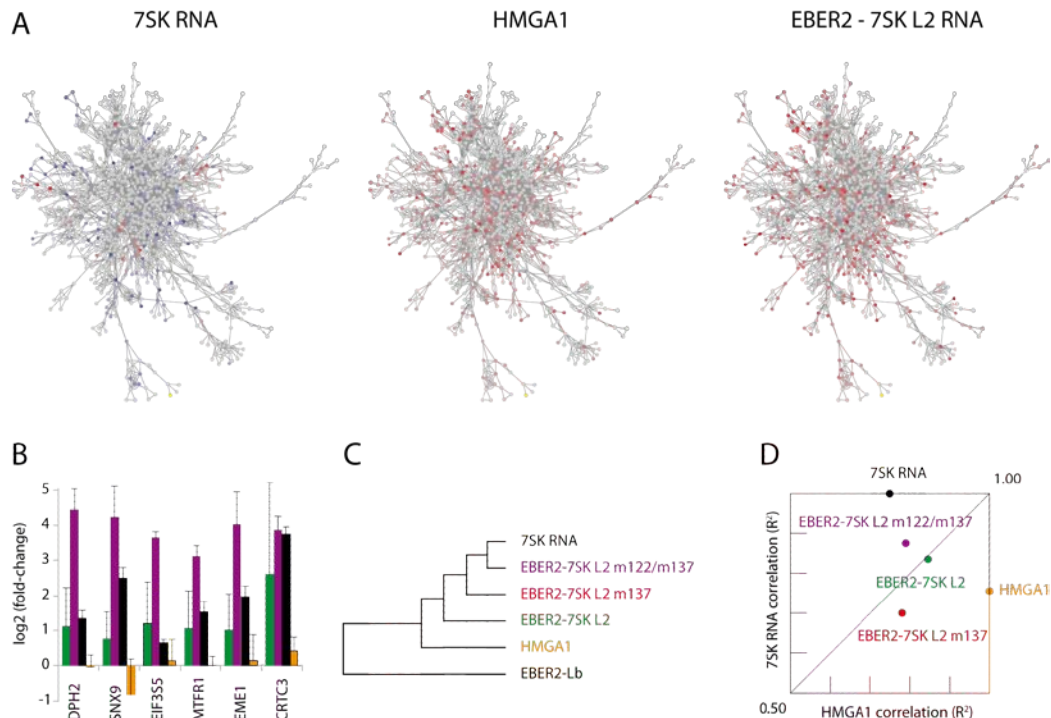 A
7SK RNA
HMGA1
EBER2 - 7SK L2 RNA
B
log2 (fold-change)
5
4
3
2
1
0
-1
DPH2
SNX9
EIF3S5
MTFR1
EME1
CRTC3
C
7SK RNA
EBER2-7SK L2 m122/m137
EBER2-7SK L2 m137
EBER2-7SK L2
HMGA1
EBER2-Lb
D
7SK RNA
1.00
7SK RNA correlation (R²)
EBER2-7SK L2 m122/m137
EBER2-7SK L2
HMGA1
EBER2-7SK L2 m137
0.50
HMGA1 correlation (R²)